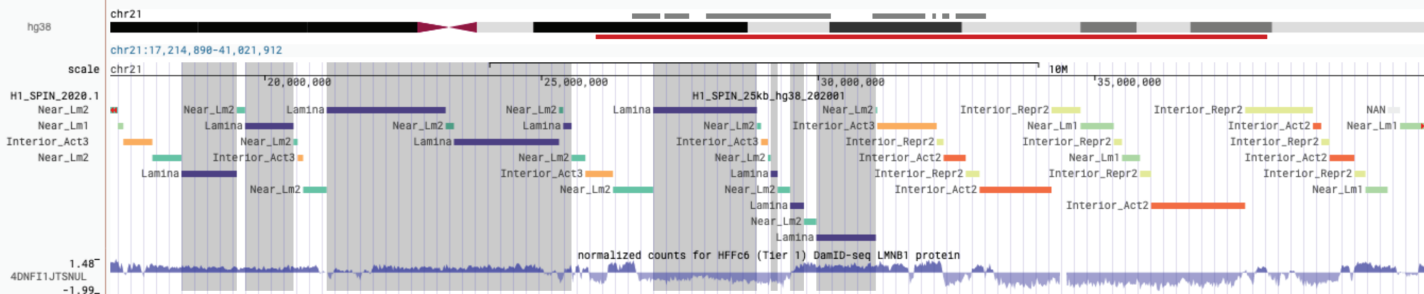 chr21
hg38
chr21:17,214,890-41,021,912
scale 10M
chr21 20,000,000 25,000,000 30,000,000 35,000,000
H1_SPIN_2020.1 H1_SPIN_25kb_hg38_202001
Near_Lm2 Near_Lm2 Lamina Near_Lm2 Lamina Near_Lm2 Interior_Repr2 Interior_Repr2 NAN
Near_Lm1 Lamina Near_Lm2 Lamina Near_Lm2 Interior_Act3 Near_Lm1 Interior_Act2 Near_Lm1
Interior_Act3 Near_Lm2 Lamina Interior_Act3 Interior_Repr2 Interior_Repr2 Interior_Repr2
Near_Lm2 Interior_Act3 Near_Lm2 Near_Lm2 Interior_Act2 Near_Lm1 Interior_Act2
Lamina Interior_Act3 Lamina Interior_Repr2 Interior_Repr2 Interior_Repr2
Near_Lm2 Near_Lm2 Near_Lm2 Interior_Act2 Near_Lm1
Lamina Interior_Act2
Near_Lm2
Lamina
normalized counts for HFFc6 (Tier 1) DamID-seq LMNB1 protein
1.48
4DNFI1JTSNUL
-1.99